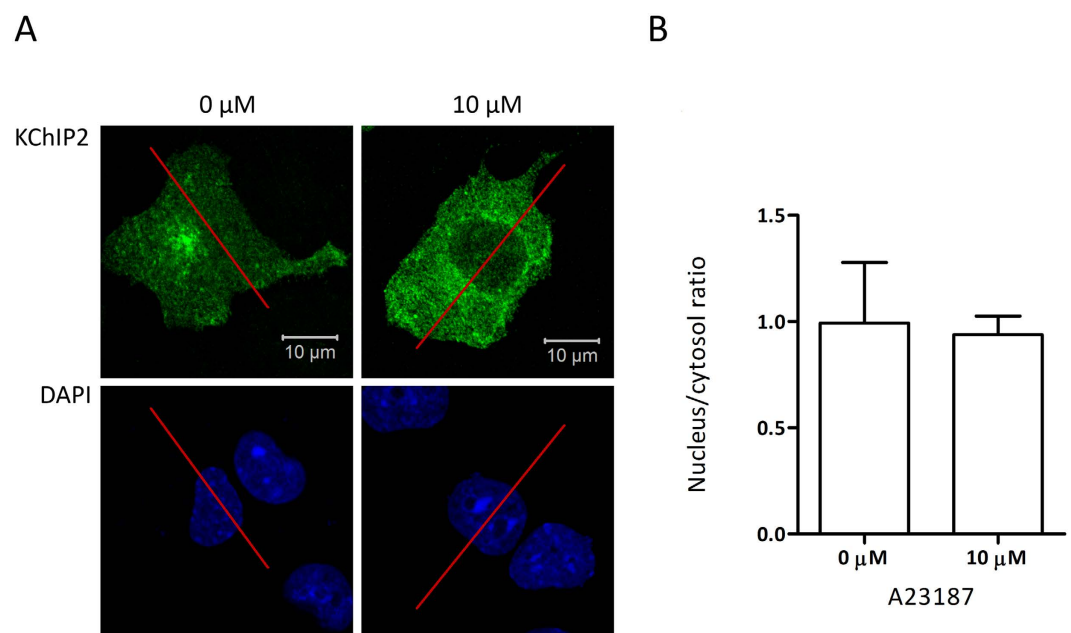 A
B
0 µM
10 µM
KChIP2
10 µm
10 µm
DAPI
Nucleus/cytosol ratio
1.5
1.0
0.5
0.0
0 µM
10 µM
A23187